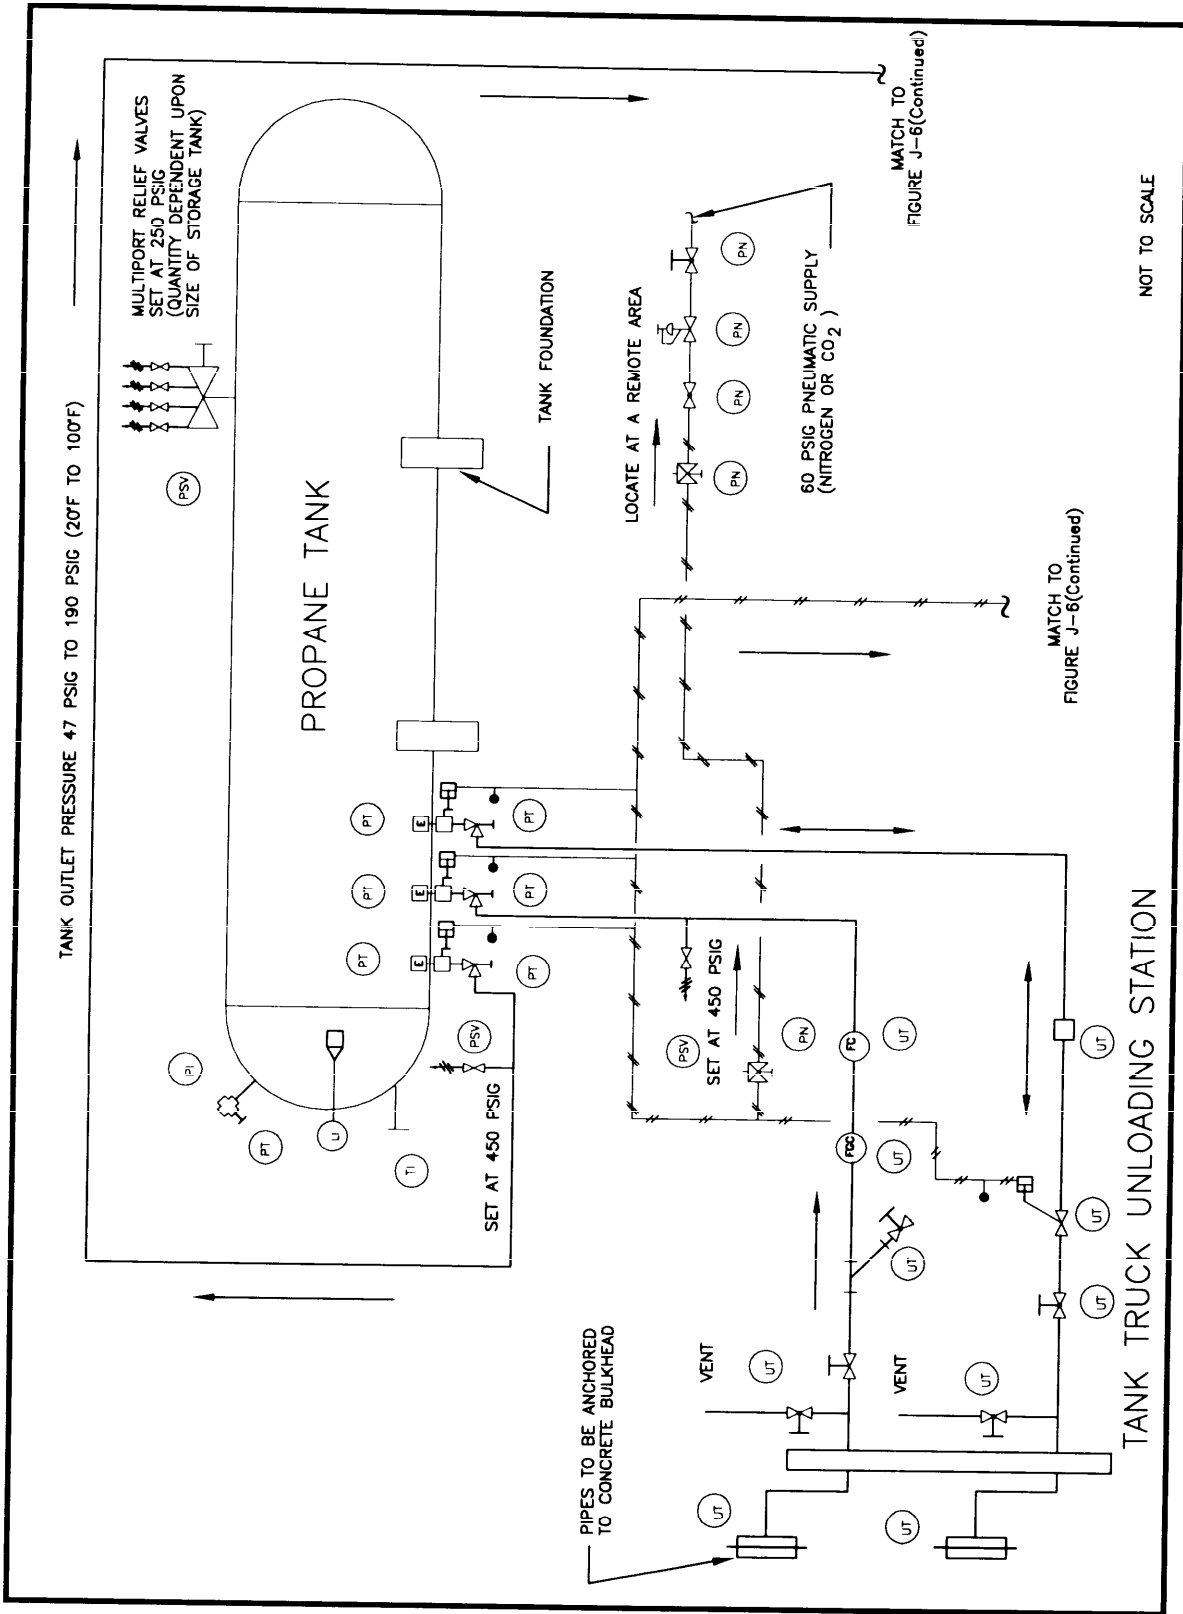 TANK OUTLET PRESSURE 47 PSIG TO 190 PSIG (20°F TO 100°F)
MULTIPORT RELIEF VALVES
SET AT 250 PSIG
(QUANTITY DEPENDENT UPON
SIZE OF STORAGE TANK)
PSV
PI
PT
LI
TI
PROPANE TANK
PT
PT
PT
E
E
E
PSV
SET AT 450 PSIG
PT
PT
PT
TANK FOUNDATION
LOCATE AT A REMOTE AREA
PIPES TO BE ANCHORED
TO CONCRETE BULKHEAD
PSV
SET AT 450 PSIG
PN
PN
PN
PN
VENT
UT
UT
PN
60 PSIG PNEUMATIC SUPPLY
(NITROGEN OR CO2)
FGC
FC
UT
UT
UT
VENT
UT
UT
MATCH TO
FIGURE J-6(Continued)
MATCH TO
FIGURE J-6(Continued)
UT
UT
UT
TANK TRUCK UNLOADING STATION
NOT TO SCALE